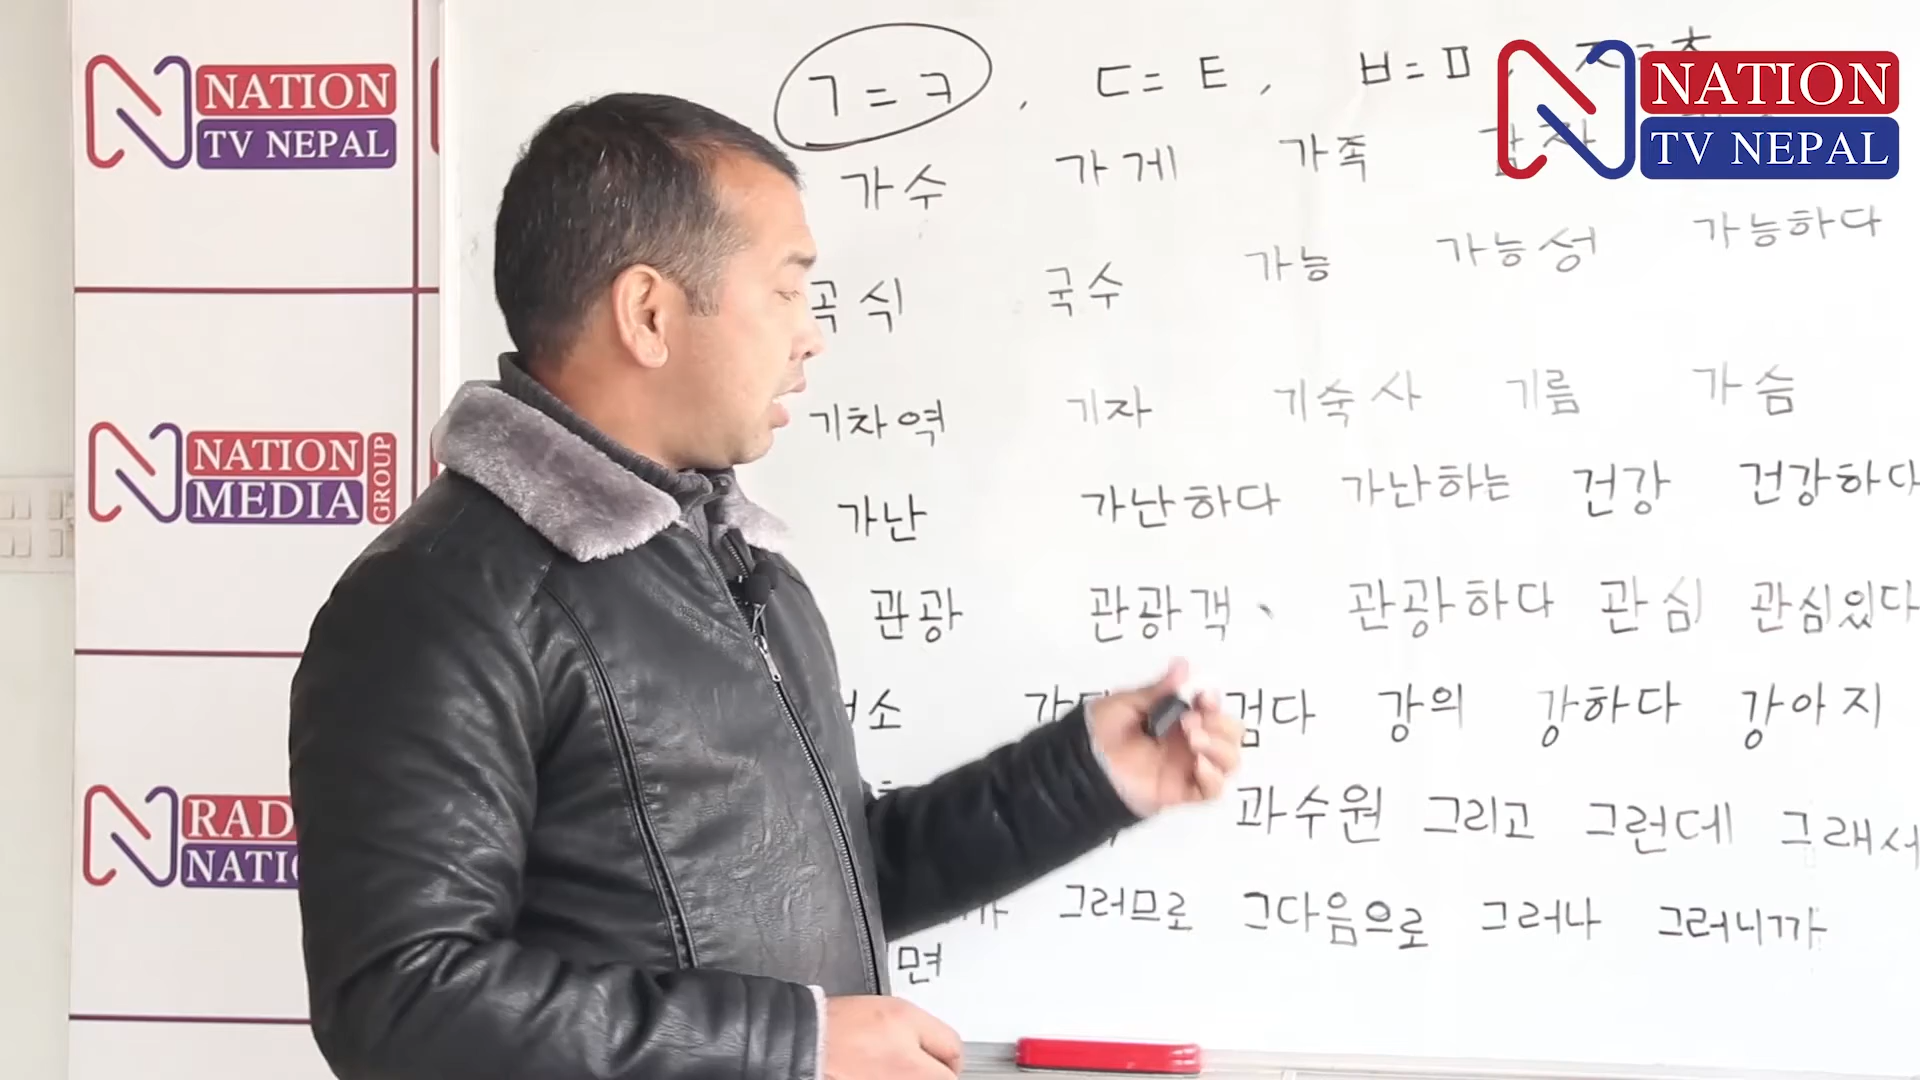 NATION
TV NEPAL
NATION
MEDIA
GROUP
NATION
TV NEPAL
ㄱ=ㅋ, ㄷ=ㅌ, ㅂ=ㅍ,
가수 가게 가족
곡식 국수 가능 가능성 가능하다
기차역 기자 기숙사 기름 가슴
가난 가난하다 가난하는 건강 건강하다
관광 관광객 관광하다 관심 관심있다
검다 강의 강하다 강아지
과수원 그리고 그런데 그래서
그러므로 그다음으로 그러나 그러니까
면